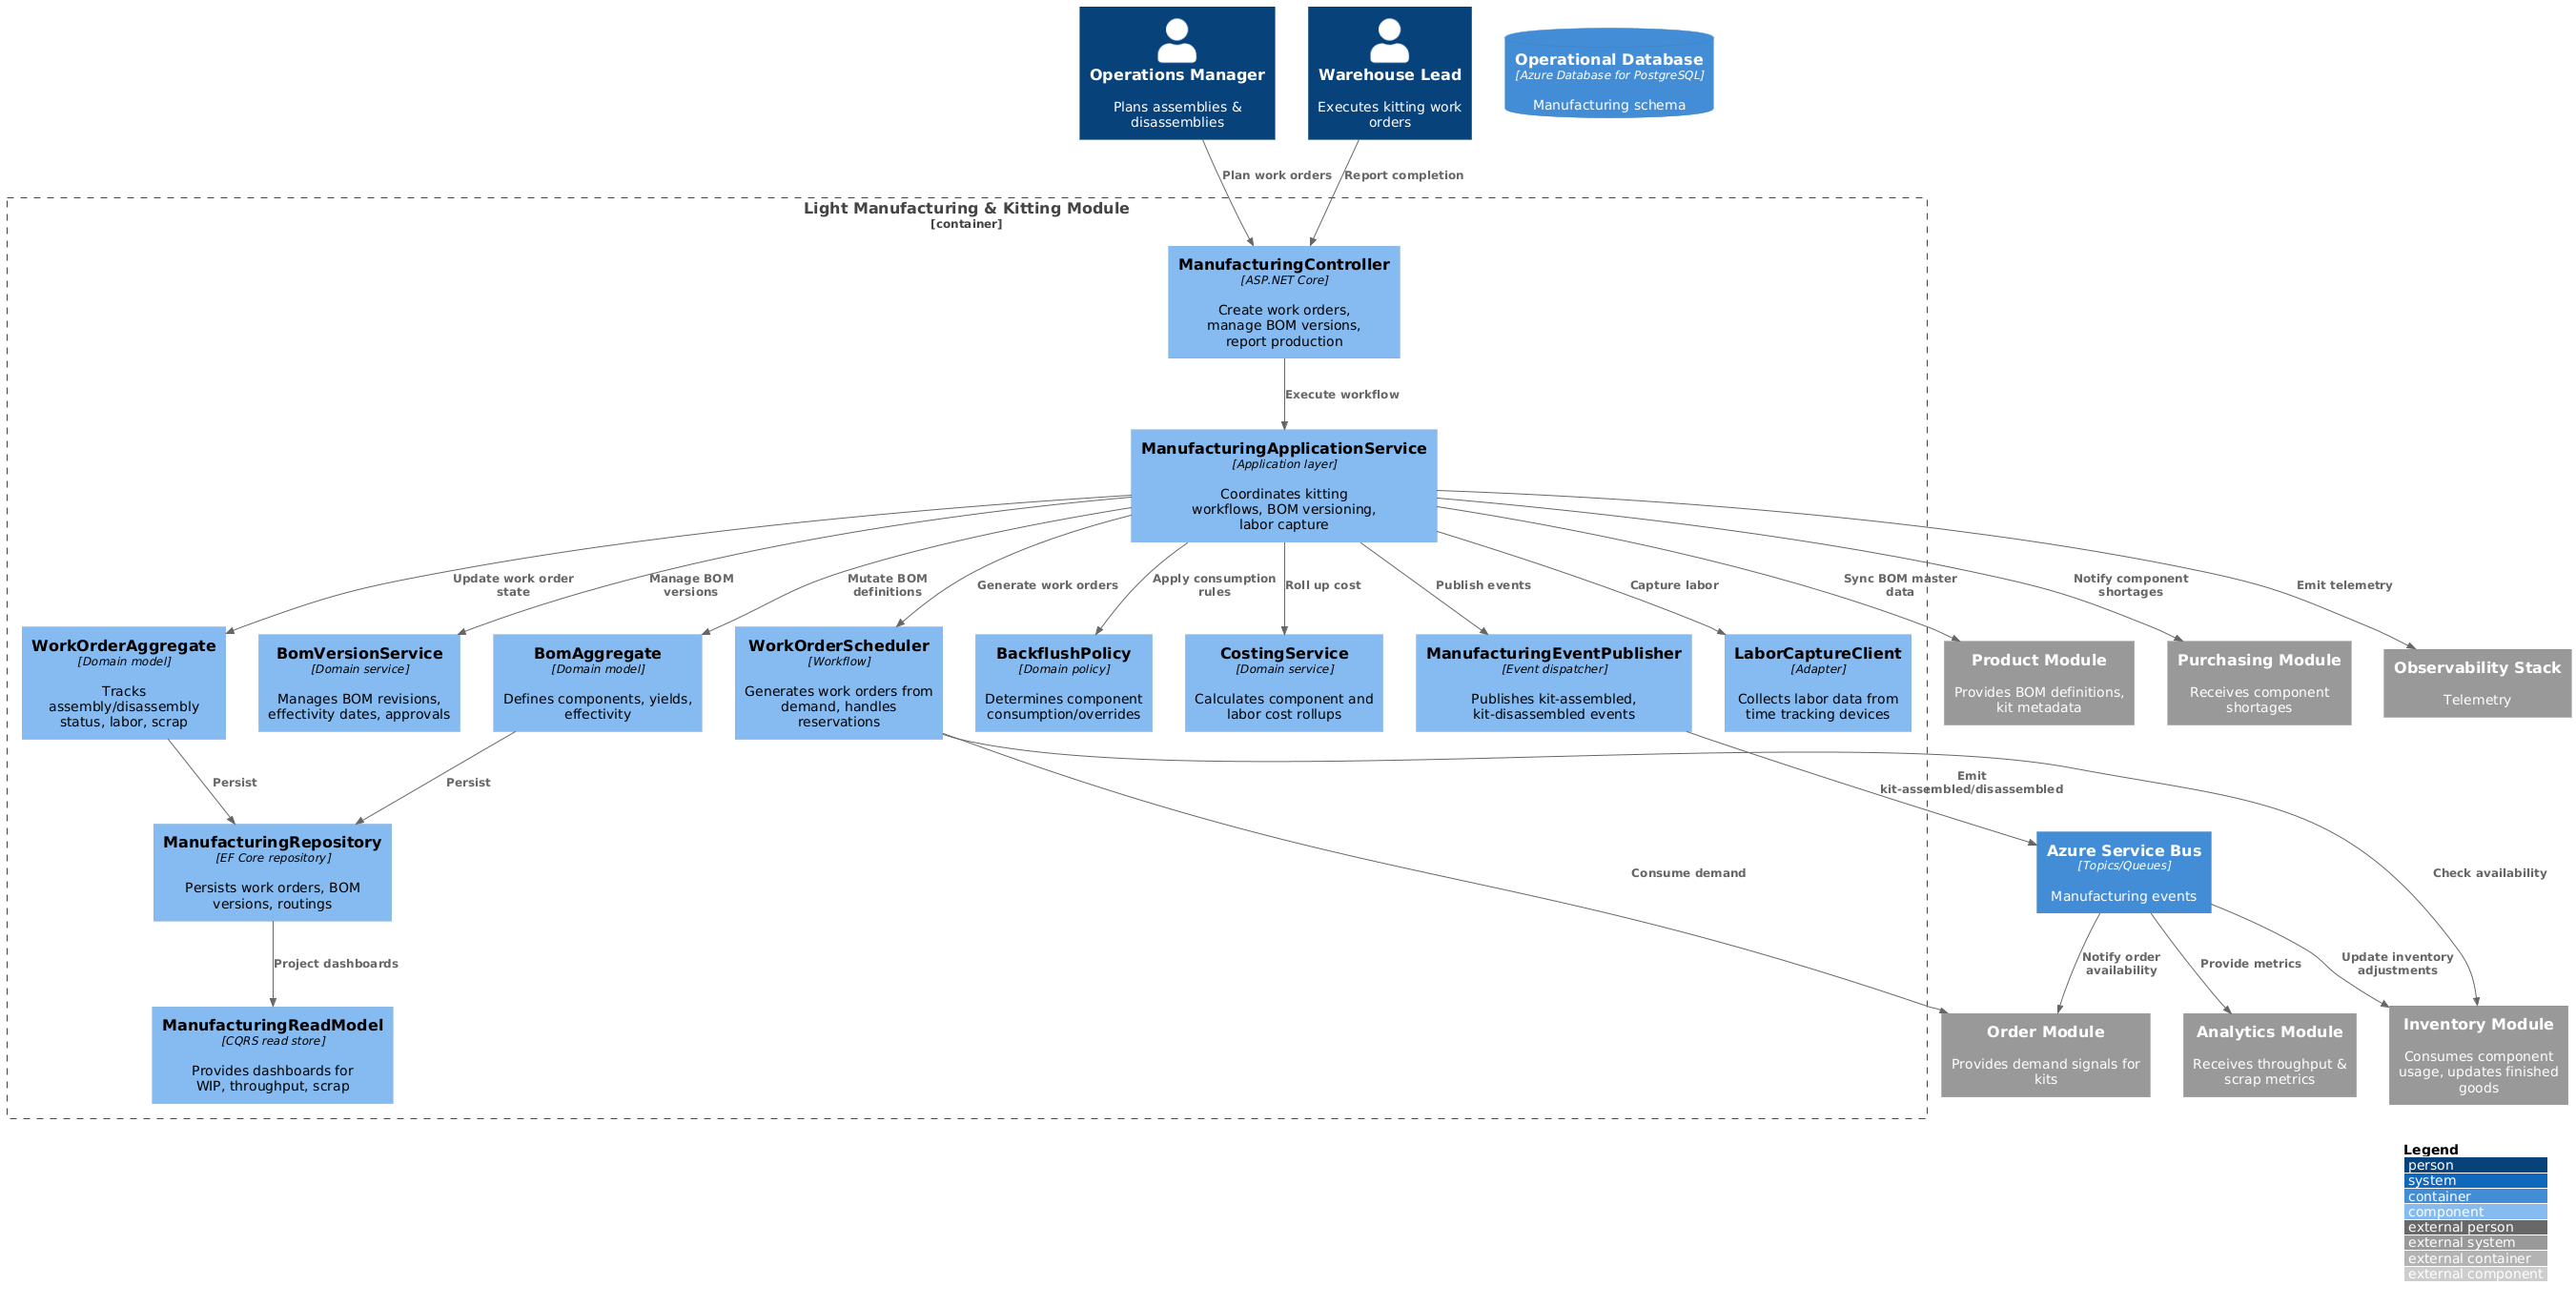 Operations Manager
Plans assemblies &
disassemblies
Warehouse Lead
Executes kitting work
orders
Operational Database
[Azure Database for PostgreSQL]
Manufacturing schema
Plan work orders
Report completion
Light Manufacturing & Kitting Module
[container]
ManufacturingController
[ASP.NET Core]
Create work orders,
manage BOM versions,
report production
Execute workflow
ManufacturingApplicationService
[Application layer]
Coordinates kitting
workflows, BOM versioning,
labor capture
Update work order
state
Manage BOM
versions
Mutate BOM
definitions
Generate work orders
Apply consumption
rules
Roll up cost
Publish events
Capture labor
Sync BOM master
data
Notify component
shortages
Emit telemetry
WorkOrderAggregate
[Domain model]
Tracks
assembly/disassembly
status, labor, scrap
BomVersionService
[Domain service]
Manages BOM revisions,
effectivity dates, approvals
BomAggregate
[Domain model]
Defines components, yields,
effectivity
WorkOrderScheduler
[Workflow]
Generates work orders from
demand, handles
reservations
BackflushPolicy
[Domain policy]
Determines component
consumption/overrides
CostingService
[Domain service]
Calculates component and
labor cost rollups
ManufacturingEventPublisher
[Event dispatcher]
Publishes kit-assembled,
kit-disassembled events
LaborCaptureClient
[Adapter]
Collects labor data from
time tracking devices
Product Module
Provides BOM definitions,
kit metadata
Purchasing Module
Receives component
shortages
Observability Stack
Telemetry
Persist
Persist
Emit
kit-assembled/disassembled
ManufacturingRepository
[EF Core repository]
Persists work orders, BOM
versions, routings
Consume demand
Azure Service Bus
[Topics/Queues]
Manufacturing events
Check availability
Project dashboards
Notify order
availability
Provide metrics
Update inventory
adjustments
ManufacturingReadModel
[CQRS read store]
Provides dashboards for
WIP, throughput, scrap
Order Module
Provides demand signals for
kits
Analytics Module
Receives throughput &
scrap metrics
Inventory Module
Consumes component
usage, updates finished
goods
Legend
person
system
container
component
external person
external system
external container
external component